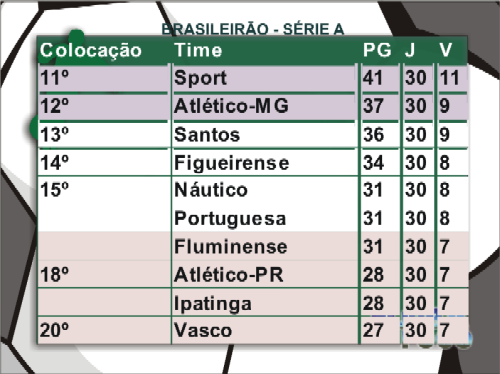 BRASILEIRÃO - SÉRIE A
Colocação Time PG J V
11º Sport 41 30 11
12º Atlético-MG 37 30 9
13º Santos 36 30 9
14º Figueirense 34 30 8
15º Náutico 31 30 8
Portuguesa 31 30 8
Fluminense 31 30 7
18º Atlético-PR 28 30 7
Ipatinga 28 30 7
20º Vasco 27 30 7